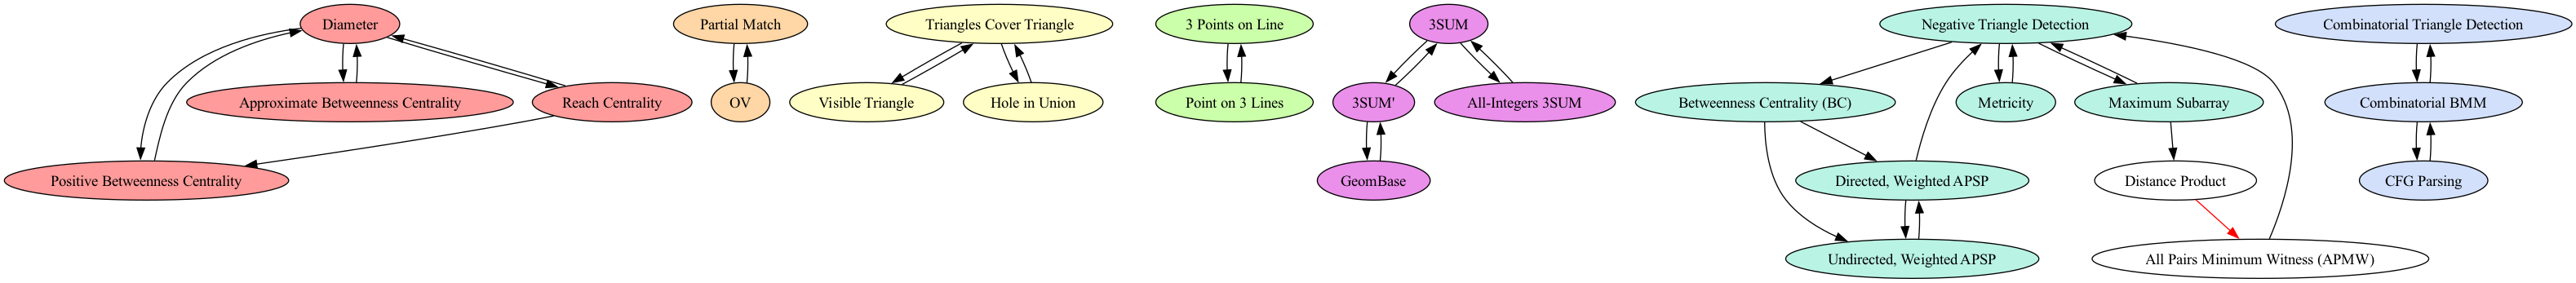 Diameter
Partial Match
Triangles Cover Triangle
3 Points on Line
3SUM
Negative Triangle Detection
Combinatorial Triangle Detection
Approximate Betweenness Centrality
Reach Centrality
OV
Visible Triangle
Hole in Union
Point on 3 Lines
3SUM'
All-Integers 3SUM
Betweenness Centrality (BC)
Metricity
Maximum Subarray
Combinatorial BMM
Positive Betweenness Centrality
GeomBase
Directed, Weighted APSP
Distance Product
CFG Parsing
Undirected, Weighted APSP
All Pairs Minimum Witness (APMW)